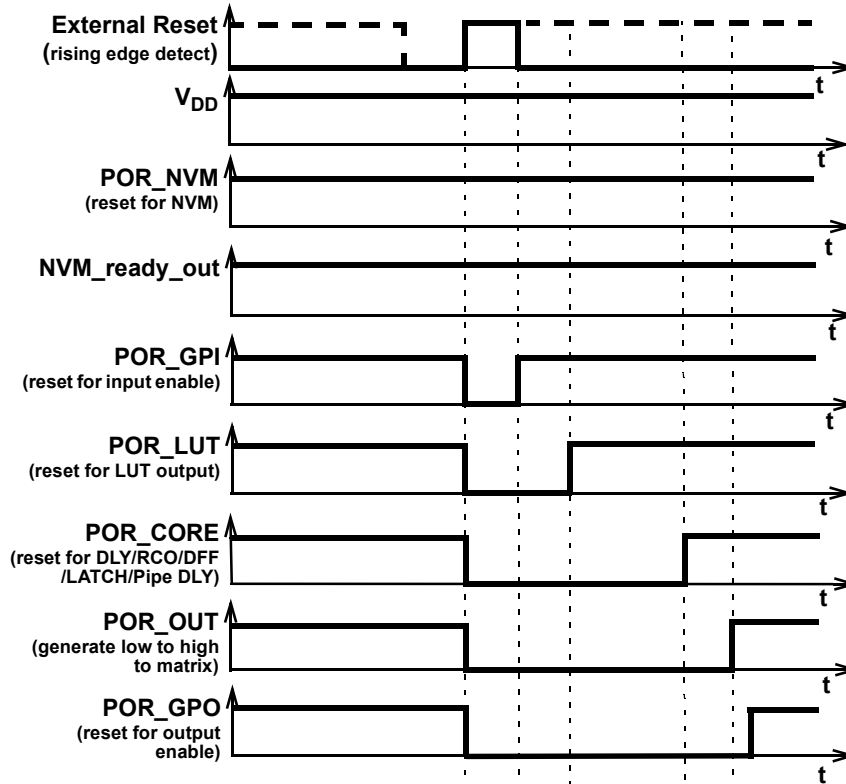 External Reset
(rising edge detect)
t
VDD
t
POR_NVM
(reset for NVM)
t
NVM_ready_out
t
POR_GPI
(reset for input enable)
t
POR_LUT
(reset for LUT output)
t
POR_CORE
(reset for DLY/RCO/DFF
/LATCH/Pipe DLY)
t
POR_OUT
(generate low to high
to matrix)
t
POR_GPO
(reset for output
enable)
t